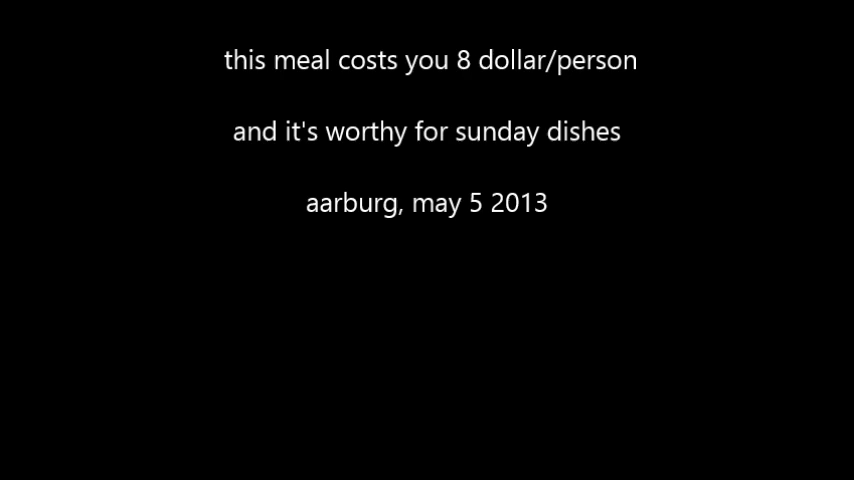 this meal costs you 8 dollar/person
and it's worthy for sunday dishes
aarburg, may 5 2013